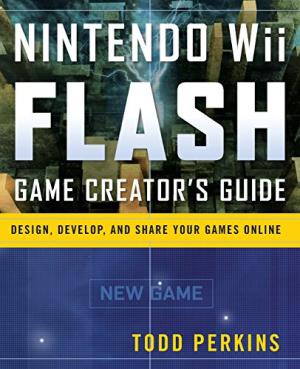 NINTENDO Wii
FLASH
GAME CREATOR'S GUIDE
DESIGN, DEVELOP, AND SHARE YOUR GAMES ONLINE
NEW GAME
TODD PERKINS